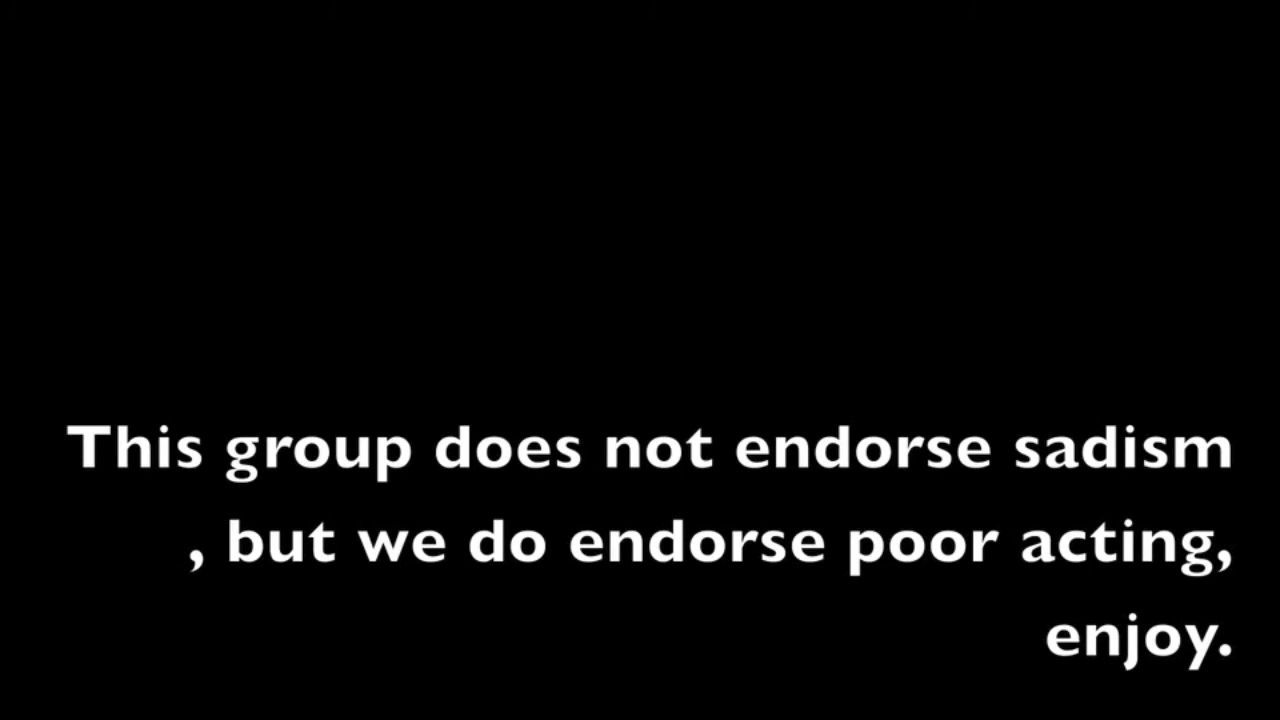 This group does not endorse sadism
, but we do endorse poor acting,
enjoy.